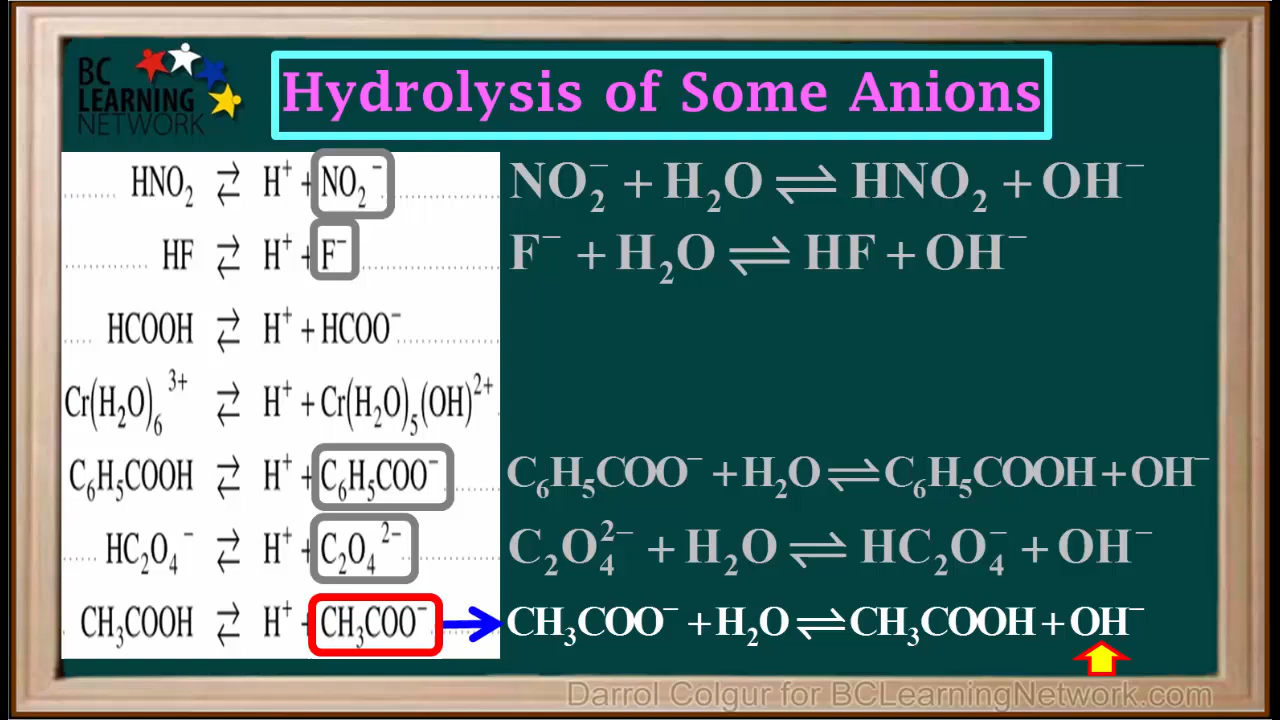 BC
LEARNING
NETWORK
Hydrolysis of Some Anions
HNO₂ ⇄ H⁺ + NO₂⁻
NO₂⁻ + H₂O ⇌ HNO₂ + OH⁻
HF ⇄ H⁺ + F⁻
F⁻ + H₂O ⇌ HF + OH⁻
HCOOH ⇄ H⁺ + HCOO⁻
Cr(H₂O)₆³⁺ ⇄ H⁺ + Cr(H₂O)₅(OH)²⁺
C₆H₅COOH ⇄ H⁺ + C₆H₅COO⁻
C₆H₅COO⁻ + H₂O ⇌ C₆H₅COOH + OH⁻
HC₂O₄⁻ ⇄ H⁺ + C₂O₄²⁻
C₂O₄²⁻ + H₂O ⇌ HC₂O₄⁻ + OH⁻
CH₃COOH ⇄ H⁺ + CH₃COO⁻
CH₃COO⁻ + H₂O ⇌ CH₃COOH + OH⁻
Darrol Colgur for BCLearningNetwork.com